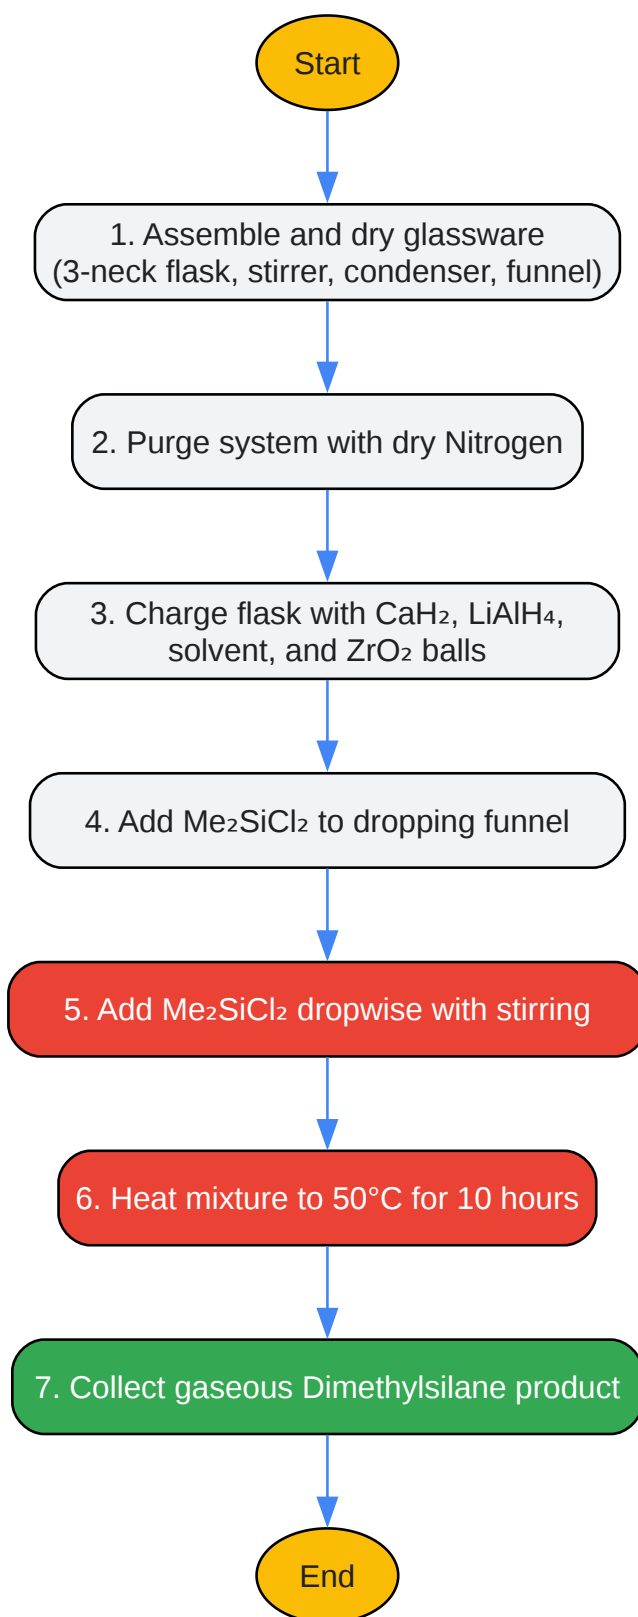 Start
1. Assemble and dry glassware
(3-neck flask, stirrer, condenser, funnel)
2. Purge system with dry Nitrogen
3. Charge flask with CaH₂, LiAlH₄,
solvent, and ZrO₂ balls
4. Add Me₂SiCl₂ to dropping funnel
5. Add Me₂SiCl₂ dropwise with stirring
6. Heat mixture to 50°C for 10 hours
7. Collect gaseous Dimethylsilane product
End